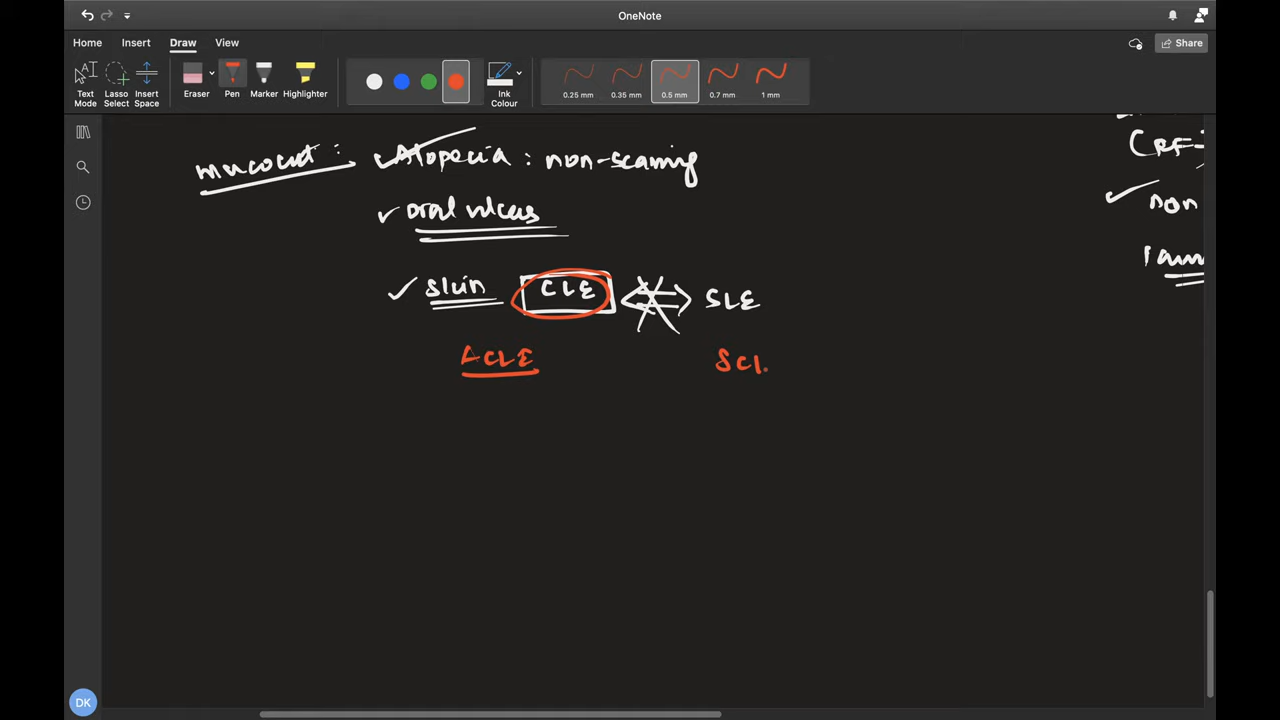 OneNote
Home Insert Draw View
Share
Text Mode
Lasso Select
Insert Space
Eraser
Pen
Marker
Highlighter
Ink Colour
0.25 mm
0.35 mm
0.5 mm
0.7 mm
1 mm
mucocut : Alopecia : non-scarring
oral ulcers
skin CLE SLE
ACLE SCL
non
DK